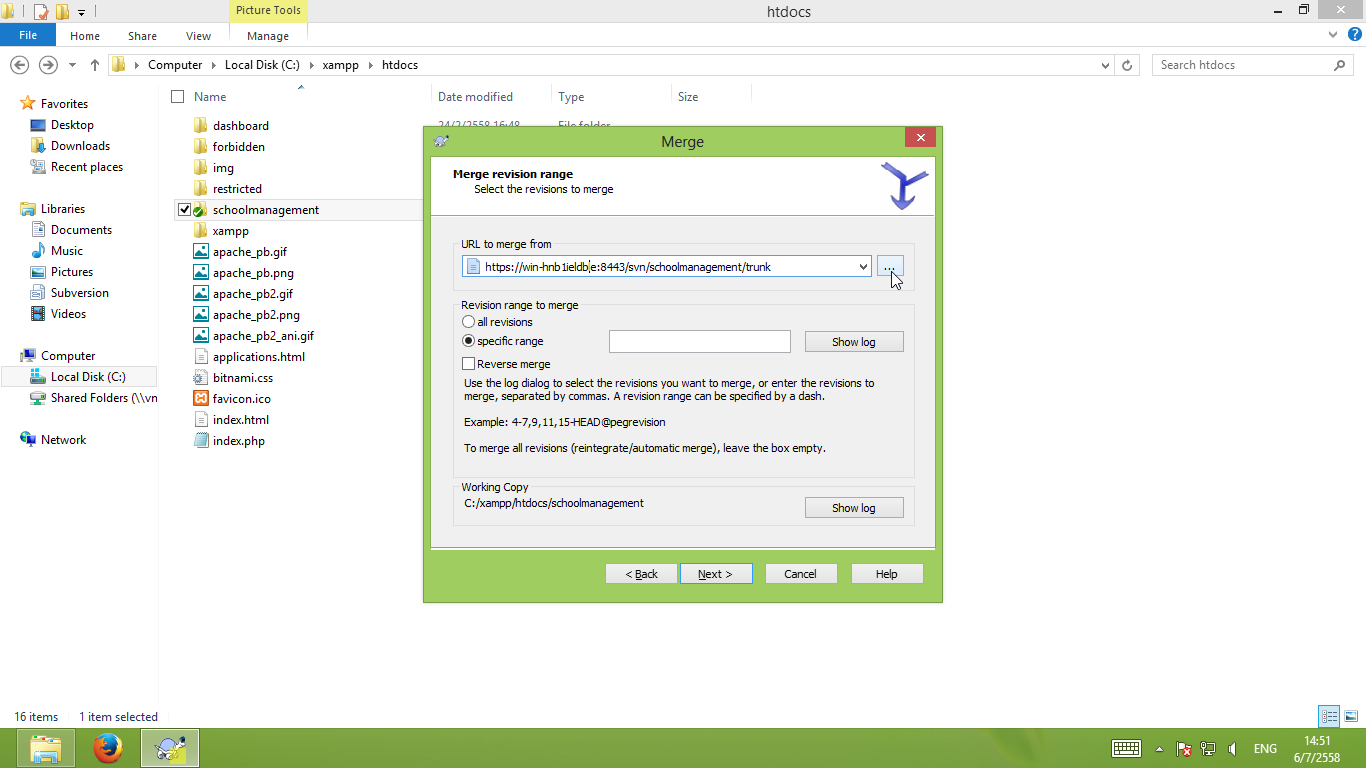 Picture Tools
htdocs
File Home Share View Manage
Computer Local Disk (C:) xampp htdocs
Search htdocs
Name Date modified Type Size
Favorites
Desktop
Downloads
Recent places
Libraries
Documents
Music
Pictures
Subversion
Videos
Computer
Local Disk (C:)
Shared Folders (\\vn
Network
dashboard 24/2/2558 16:48 File folder
forbidden
img
restricted
schoolmanagement
xampp
apache_pb.gif
apache_pb.png
apache_pb2.gif
apache_pb2.png
apache_pb2_ani.gif
applications.html
bitnami.css
favicon.ico
index.html
index.php
Merge
Merge revision range
Select the revisions to merge
URL to merge from
https://win-hnb1ieldb|e:8443/svn/schoolmanagement/trunk
...
Revision range to merge
all revisions
specific range
Show log
Reverse merge
Use the log dialog to select the revisions you want to merge, or enter the revisions to
merge, separated by commas. A revision range can be specified by a dash.
Example: 4-7,9,11,15-HEAD@pegrevision
To merge all revisions (reintegrate/automatic merge), leave the box empty.
Working Copy
C:/xampp/htdocs/schoolmanagement
Show log
< Back Next > Cancel Help
16 items 1 item selected
ENG
14:51
6/7/2558